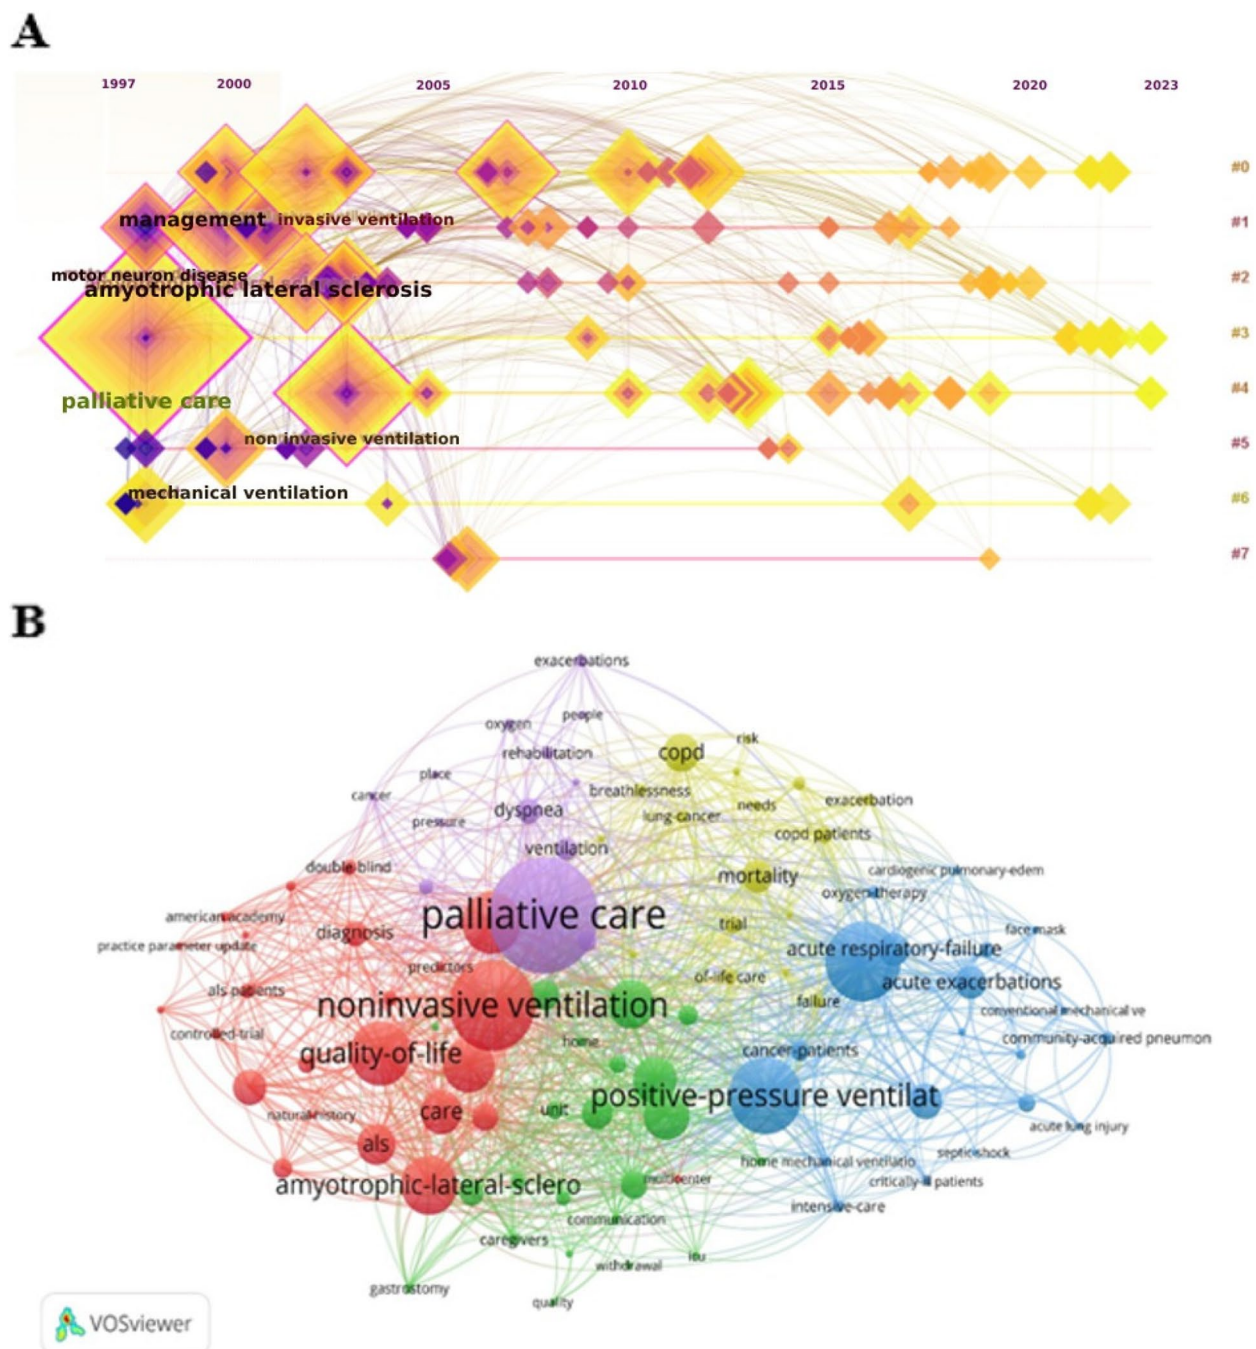 A
1997 2000 2005 2010 2015 2020 2023
#0
management invasive ventilation #1
motor neuron disease #2
amyotrophic lateral sclerosis
#3
palliative care #4
non invasive ventilation #5
mechanical ventilation #6
#7
B
exacerbations
oxygen people
rehabilitation copd risk
place
cancer breathlessness needs exacerbation
pressure dyspnea lung-cancer copd patients
ventilation
double-blind mortality cardiogenic pulmonary-edem
oxygen-therapy
american-academy palliative care trial face mask
diagnosis
practice parameter update acute respiratory-failure
predictors of-life care acute exacerbations
als patients noninvasive ventilation failure conventional mechanical ve
controlled-trial home community-acquired pneumon
quality-of-life cancer-patients
natural-history care unit positive-pressure ventilat
als acute lung injury
home mechanical ventilatio septic-shock
amyotrophic-lateral-sclero multicenter critically-ill patients
communication intensive-care
caregivers
withdrawal icu
gastrostomy
quality
VOSviewer